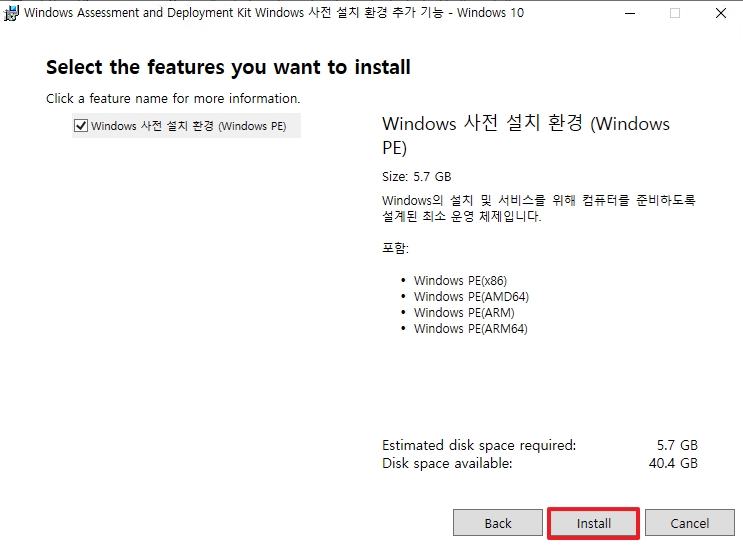 Windows Assessment and Deployment Kit Windows 사전 설치 환경 추가 기능 - Windows 10
Select the features you want to install
Click a feature name for more information.
Windows 사전 설치 환경 (Windows PE)
Windows 사전 설치 환경 (Windows
PE)
Size: 5.7 GB
Windows의 설치 및 서비스를 위해 컴퓨터를 준비하도록
설계된 최소 운영 체제입니다.
포함:
• Windows PE(x86)
• Windows PE(AMD64)
• Windows PE(ARM)
• Windows PE(ARM64)
Estimated disk space required: 5.7 GB
Disk space available: 40.4 GB
Back Install Cancel